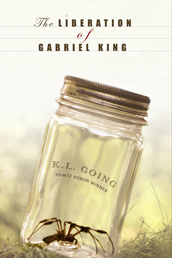 The LIBERATION
of
GABRIEL KING
K.L. GOING
PRINTZ HONOR WINNER